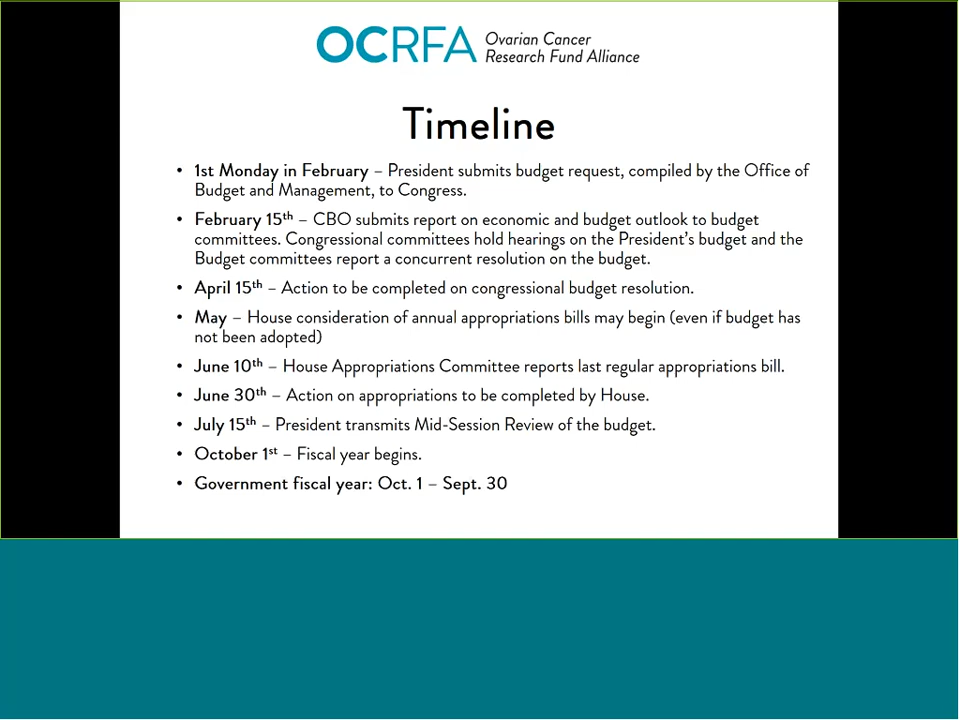 OCRFA Ovarian Cancer
Research Fund Alliance
Timeline
• 1st Monday in February – President submits budget request, compiled by the Office of
Budget and Management, to Congress.
• February 15th – CBO submits report on economic and budget outlook to budget
committees. Congressional committees hold hearings on the President's budget and the
Budget committees report a concurrent resolution on the budget.
• April 15th – Action to be completed on congressional budget resolution.
• May – House consideration of annual appropriations bills may begin (even if budget has
not been adopted)
• June 10th – House Appropriations Committee reports last regular appropriations bill.
• June 30th – Action on appropriations to be completed by House.
• July 15th – President transmits Mid-Session Review of the budget.
• October 1st – Fiscal year begins.
• Government fiscal year: Oct. 1 – Sept. 30